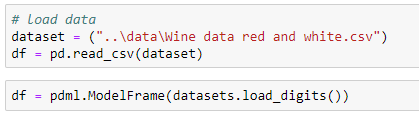 # load data
dataset = ("..\data\Wine data red and white.csv")
df = pd.read_csv(dataset)
df = pdml.ModelFrame(datasets.load_digits())